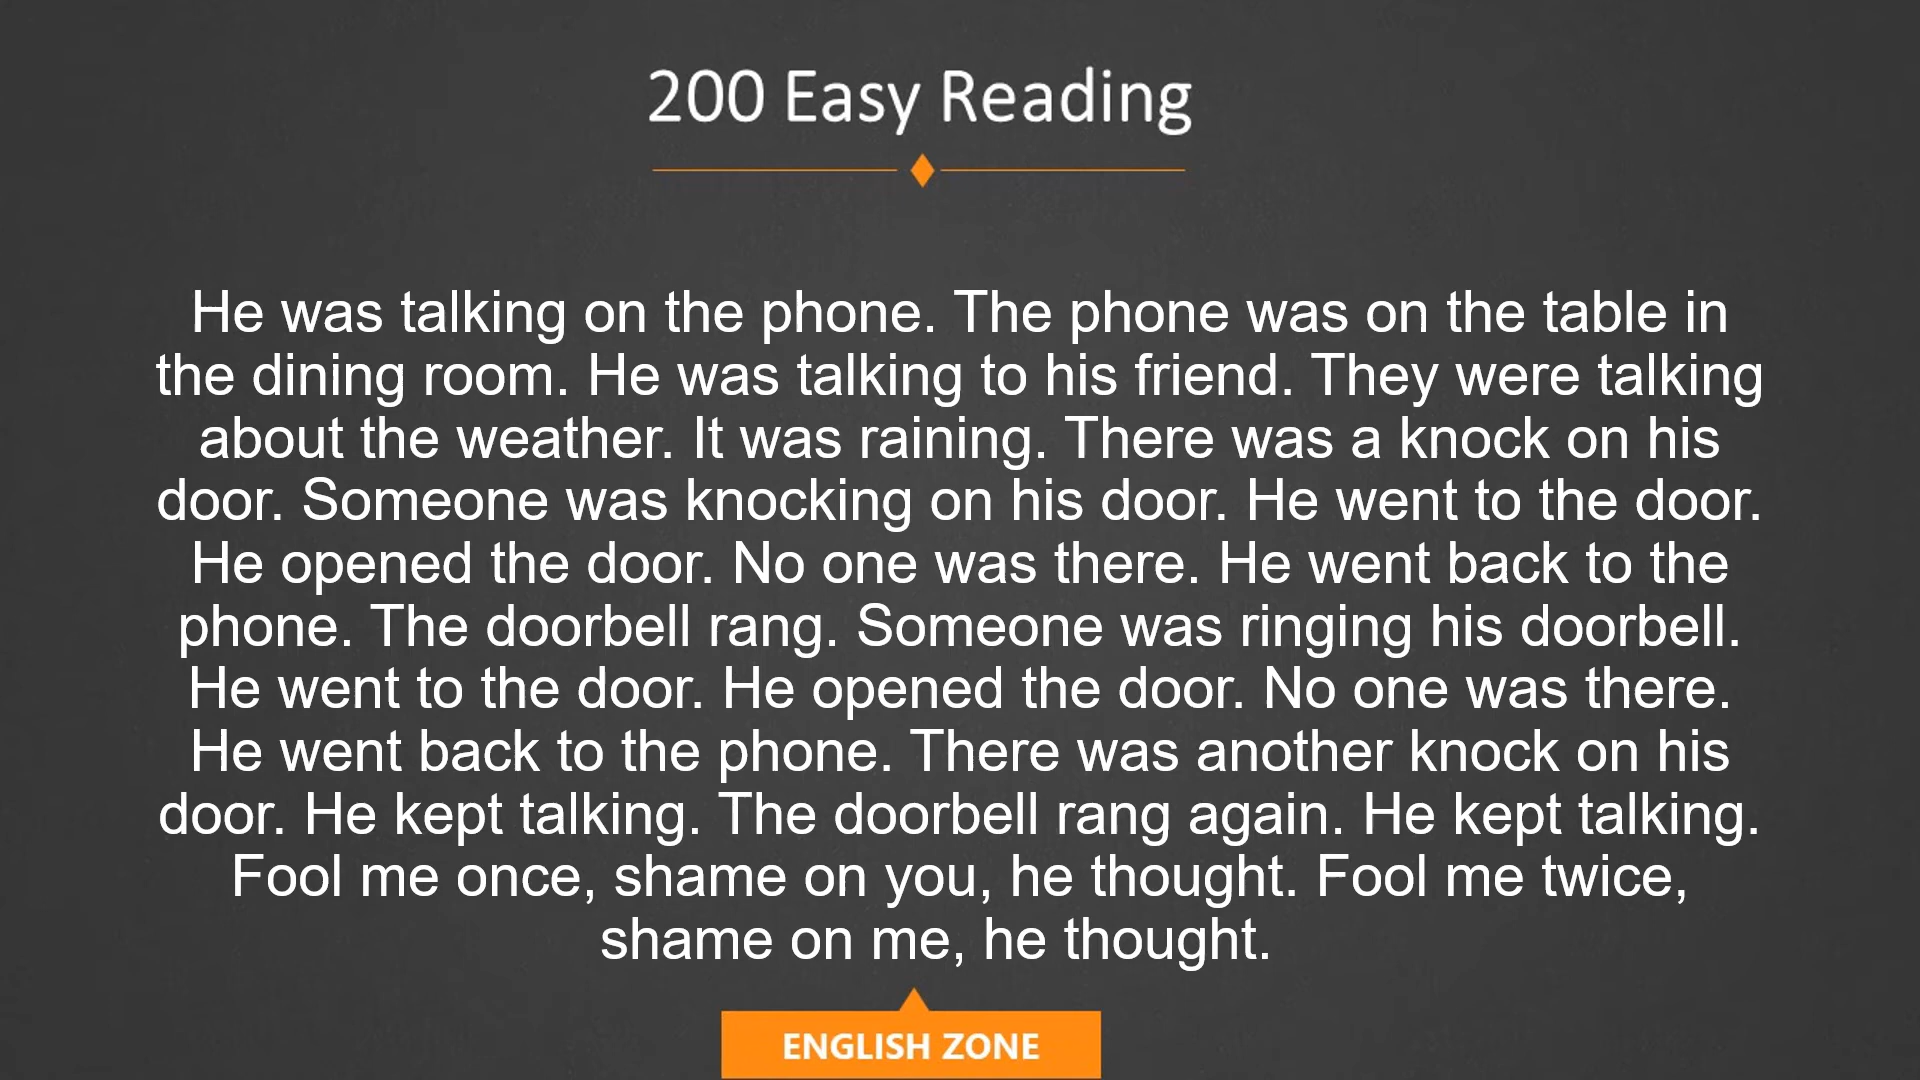 200 Easy Reading
He was talking on the phone. The phone was on the table in
the dining room. He was talking to his friend. They were talking
about the weather. It was raining. There was a knock on his
door. Someone was knocking on his door. He went to the door.
He opened the door. No one was there. He went back to the
phone. The doorbell rang. Someone was ringing his doorbell.
He went to the door. He opened the door. No one was there.
He went back to the phone. There was another knock on his
door. He kept talking. The doorbell rang again. He kept talking.
Fool me once, shame on you, he thought. Fool me twice,
shame on me, he thought.
ENGLISH ZONE